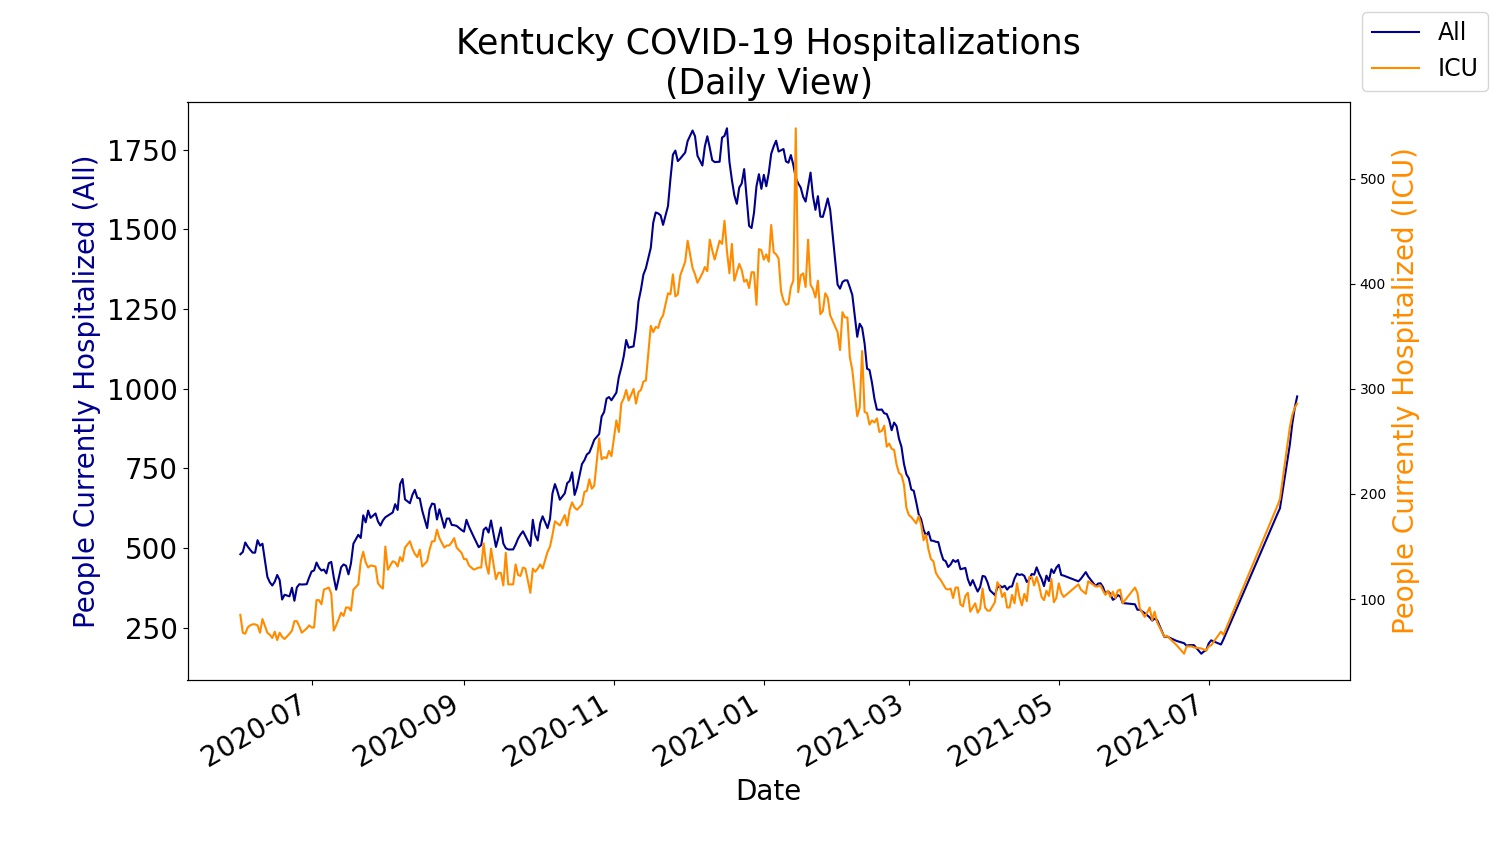 Kentucky COVID-19 Hospitalizations
(Daily View)
All
ICU
People Currently Hospitalized (All)
1750
1500
1250
1000
750
500
250
500
400
300
200
100
People Currently Hospitalized (ICU)
2020-07
2020-09
2020-11
2021-01
2021-03
2021-05
2021-07
Date